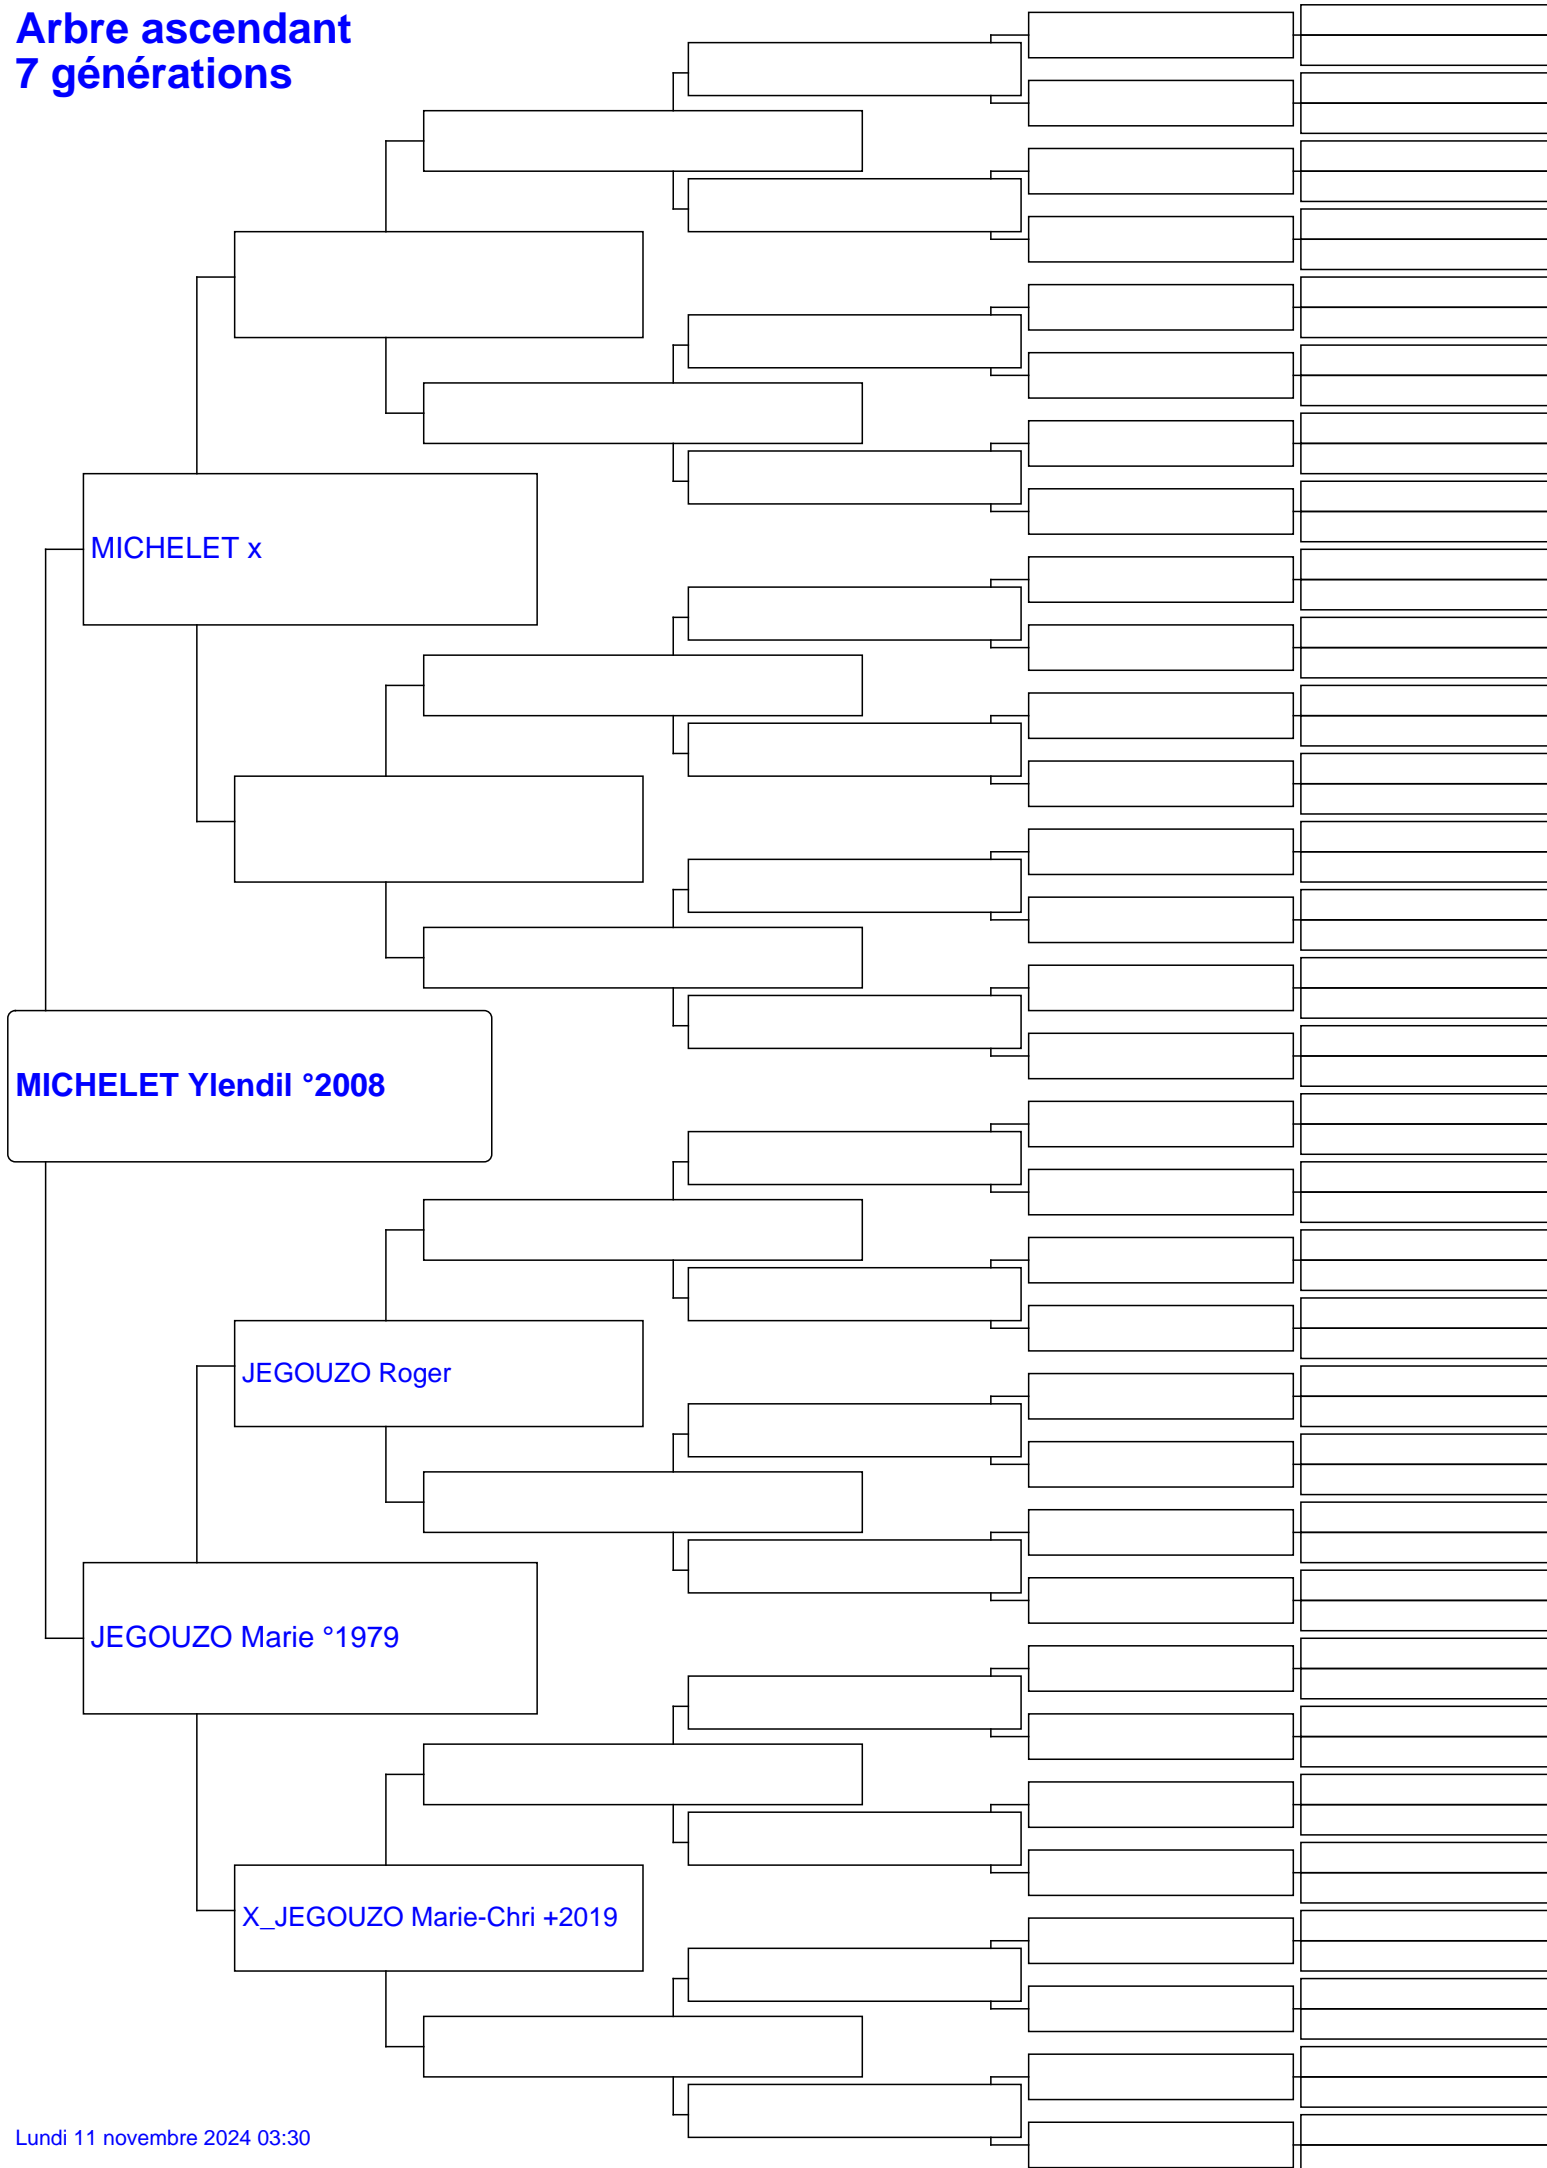 Arbre ascendant
7 générations
MICHELET x
MICHELET Ylendil °2008
JEGOUZO Roger
JEGOUZO Marie °1979
X_JEGOUZO Marie-Chri +2019
Lundi 11 novembre 2024 03:30